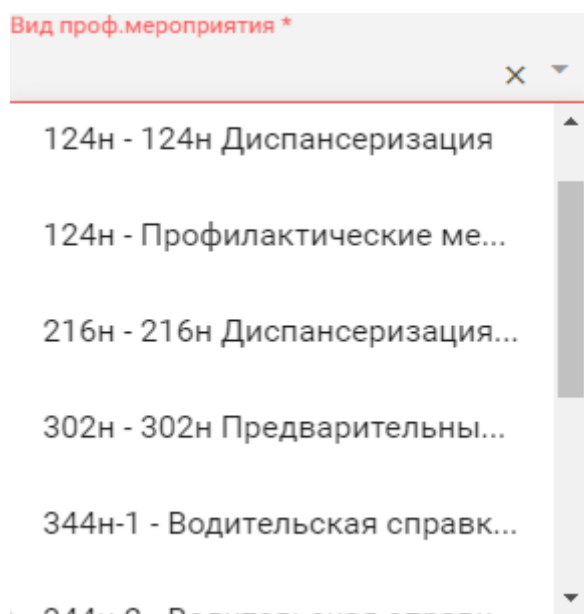 Вид проф.мероприятия *
124н - 124н Диспансеризация
124н - Профилактические ме...
216н - 216н Диспансеризация...
302н - 302н Предварительны...
344н-1 - Водительская справк...